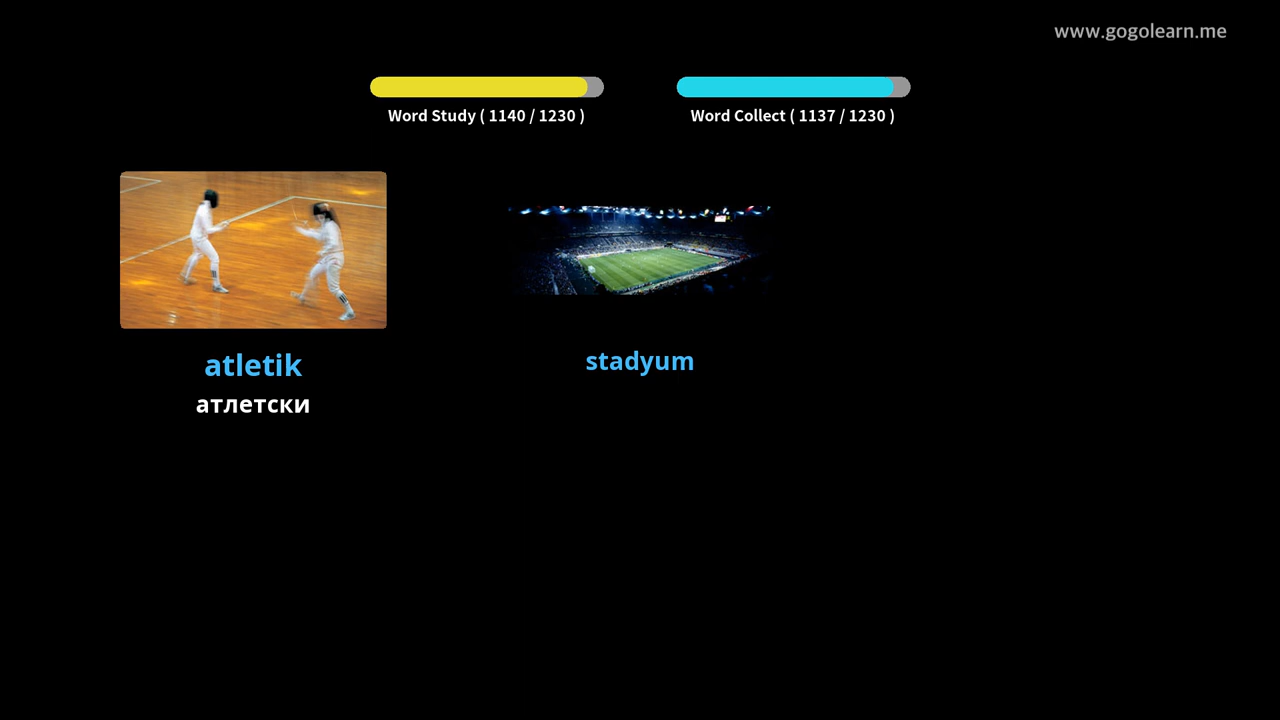 www.gogolearn.me
Word Study ( 1140 / 1230 )
Word Collect ( 1137 / 1230 )
atletik
атлетски
stadyum